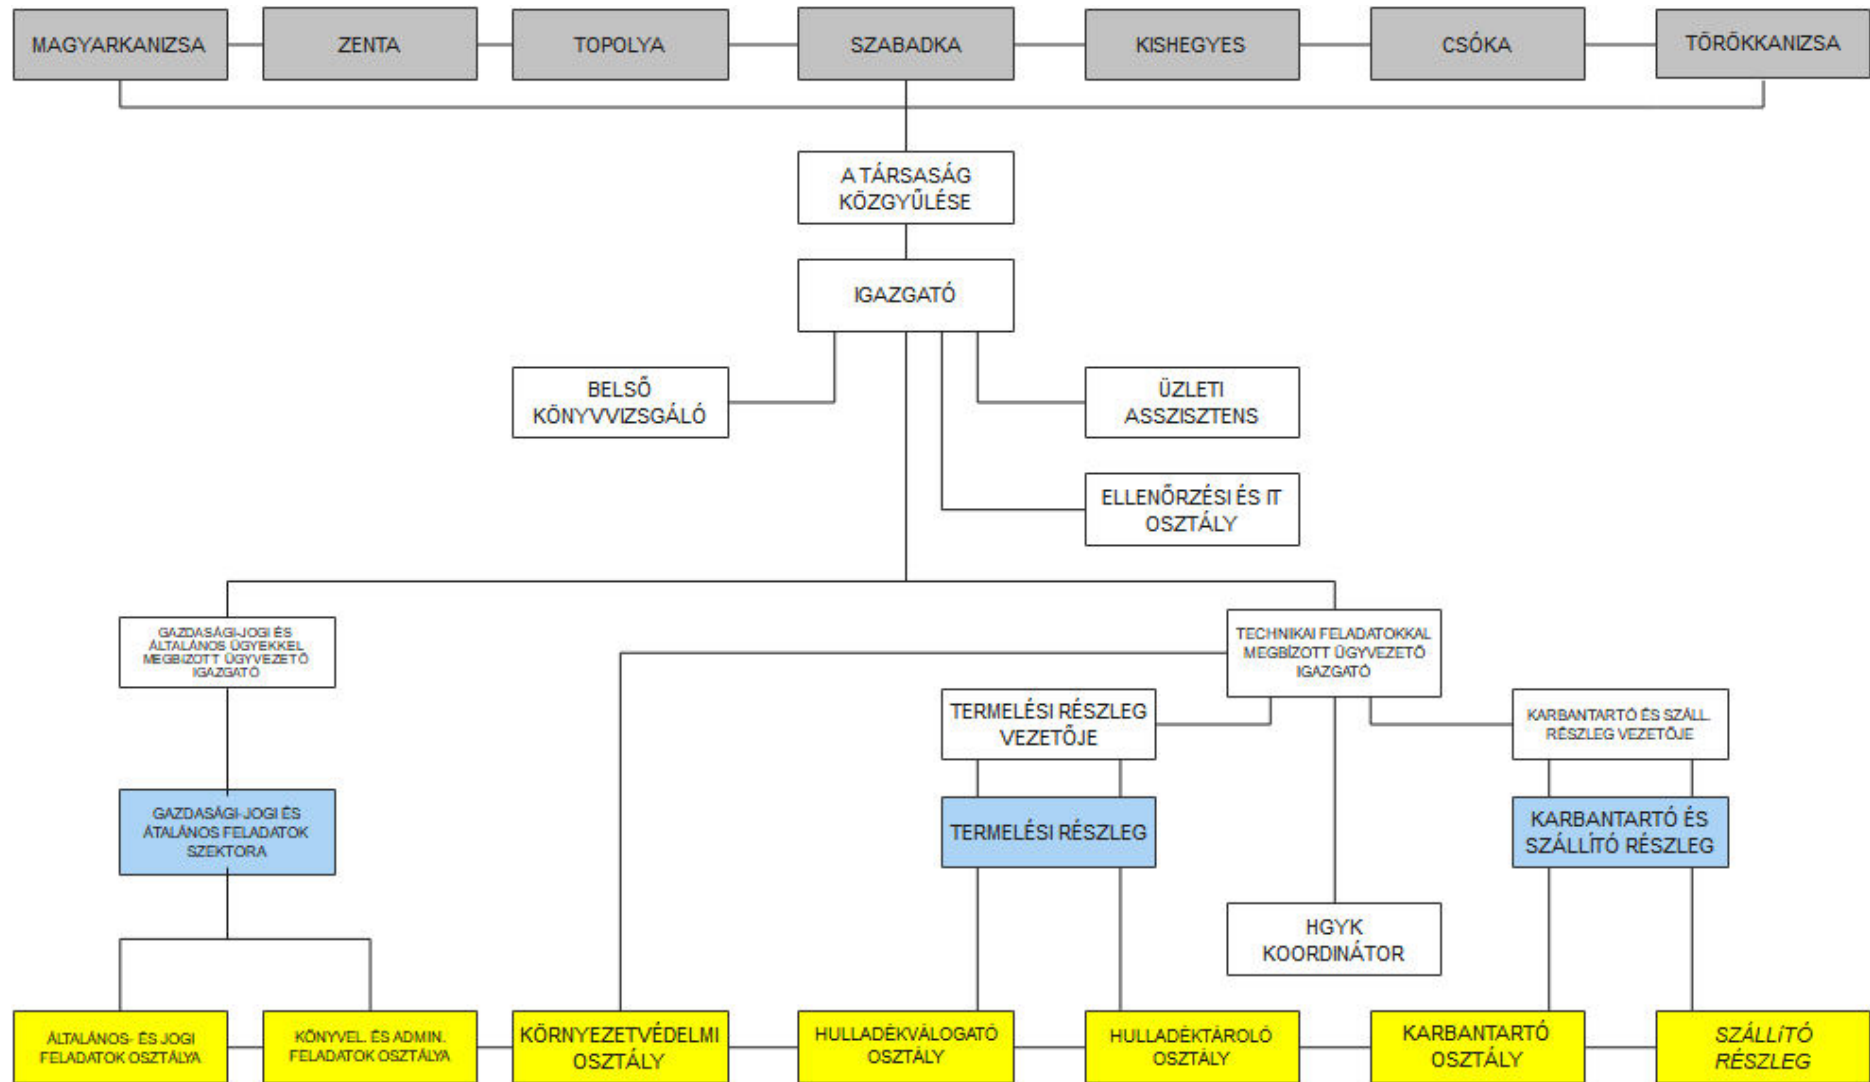 MAGYARKANIZSA
ZENTA
TOPOLYA
SZABADKA
KISHEGYES
CSÓKA
TÖRÖKKANIZSA
A TÁRSASÁG
KÖZGYŰLÉSE
IGAZGATÓ
BELSŐ
KÖNYVVIZSGÁLÓ
ÜZLETI
ASSZISZTENS
ELLENŐRZÉSI ÉS IT
OSZTÁLY
GAZDASÁGI-JOGI ÉS
ÁLTALÁNOS ÜGYEKKEL
MEGBIZOTT ÜGYVEZETŐ
IGAZGATÓ
TECHNIKAI FELADATOKKAL
MEGBÍZOTT ÜGYVEZETŐ
IGAZGATÓ
TERMELÉSI RÉSZLEG
VEZETŐJE
KARBANTARTÓ ÉS SZÁLL.
RÉSZLEG VEZETŐJE
GAZDASÁGI-JOGI ÉS
ÁTALÁNOS FELADATOK
SZEKTORA
TERMELÉSI RÉSZLEG
KARBANTARTÓ ÉS
SZÁLLÍTÓ RÉSZLEG
HGYK
KOORDINÁTOR
ÁLTALÁNOS- ÉS JOGI
FELADATOK OSZTÁLYA
KÖNYVEL. ÉS ADMIN.
FELADATOK OSZTÁLYA
KÖRNYEZETVÉDELMI
OSZTÁLY
HULLADÉKVÁLOGATÓ
OSZTÁLY
HULLADÉKTÁROLÓ
OSZTÁLY
KARBANTARTÓ
OSZTÁLY
SZÁLLÍTÓ
RÉSZLEG